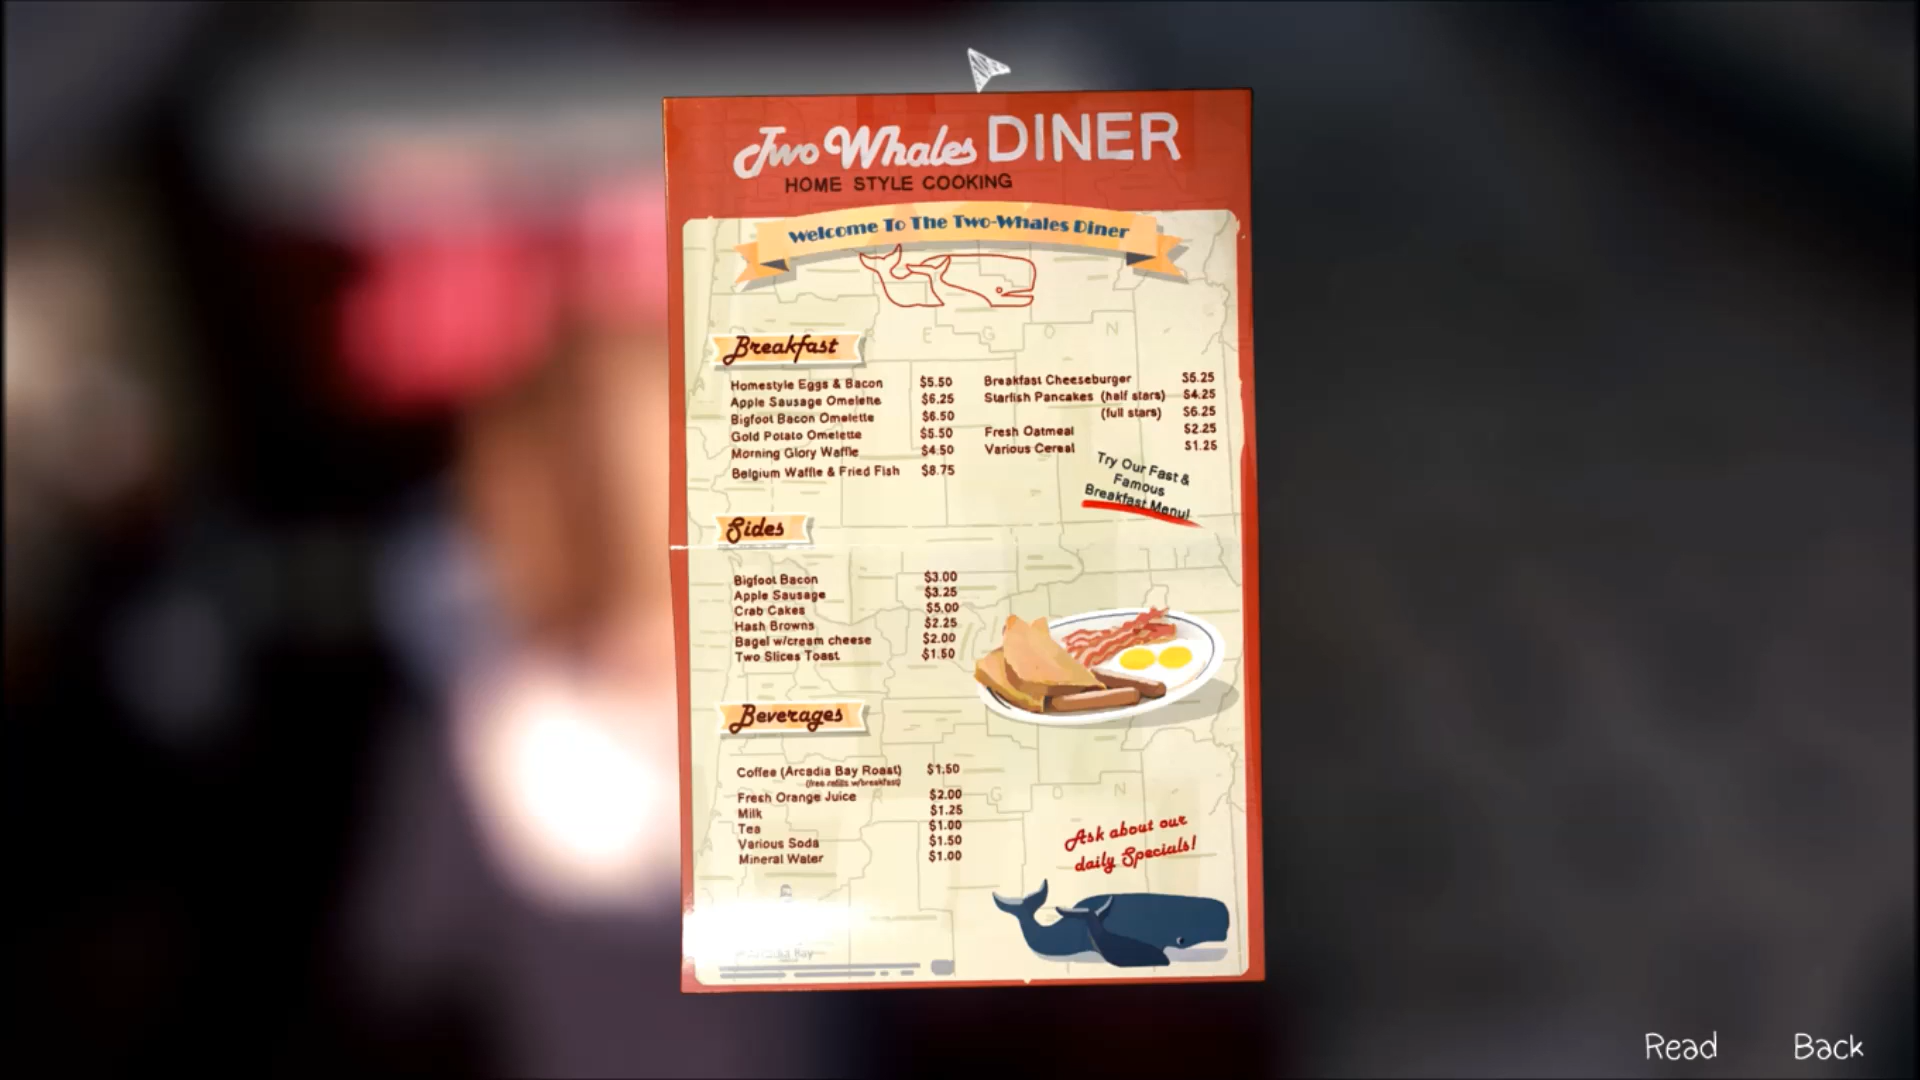 Two Whales DINER
HOME STYLE COOKING
Welcome To The Two-Whales Diner
OREGON
Breakfast
Homestyle Eggs & Bacon $5.50
Apple Sausage Omelette $6.25
Bigfoot Bacon Omelette $6.50
Gold Potato Omelette $5.50
Morning Glory Waffle $4.50
Belgium Waffle & Fried Fish $8.75
Breakfast Cheeseburger $5.25
Starfish Pancakes (half stars) $4.25
(full stars) $6.25
Fresh Oatmeal $2.25
Various Cereal $1.25
Try Our Fast &
Famous
Breakfast Menu!
Sides
Bigfoot Bacon $3.00
Apple Sausage $3.25
Crab Cakes $5.00
Hash Browns $2.25
Bagel w/cream cheese $2.00
Two Slices Toast $1.50
Beverages
Coffee (Arcadia Bay Roast) $1.50
(free refills w/breakfast)
Fresh Orange Juice $2.00
Milk $1.25
Tea $1.00
Various Soda $1.50
Mineral Water $1.00
G O N
Ask about our
daily Specials!
Arcadia Bay
Read Back